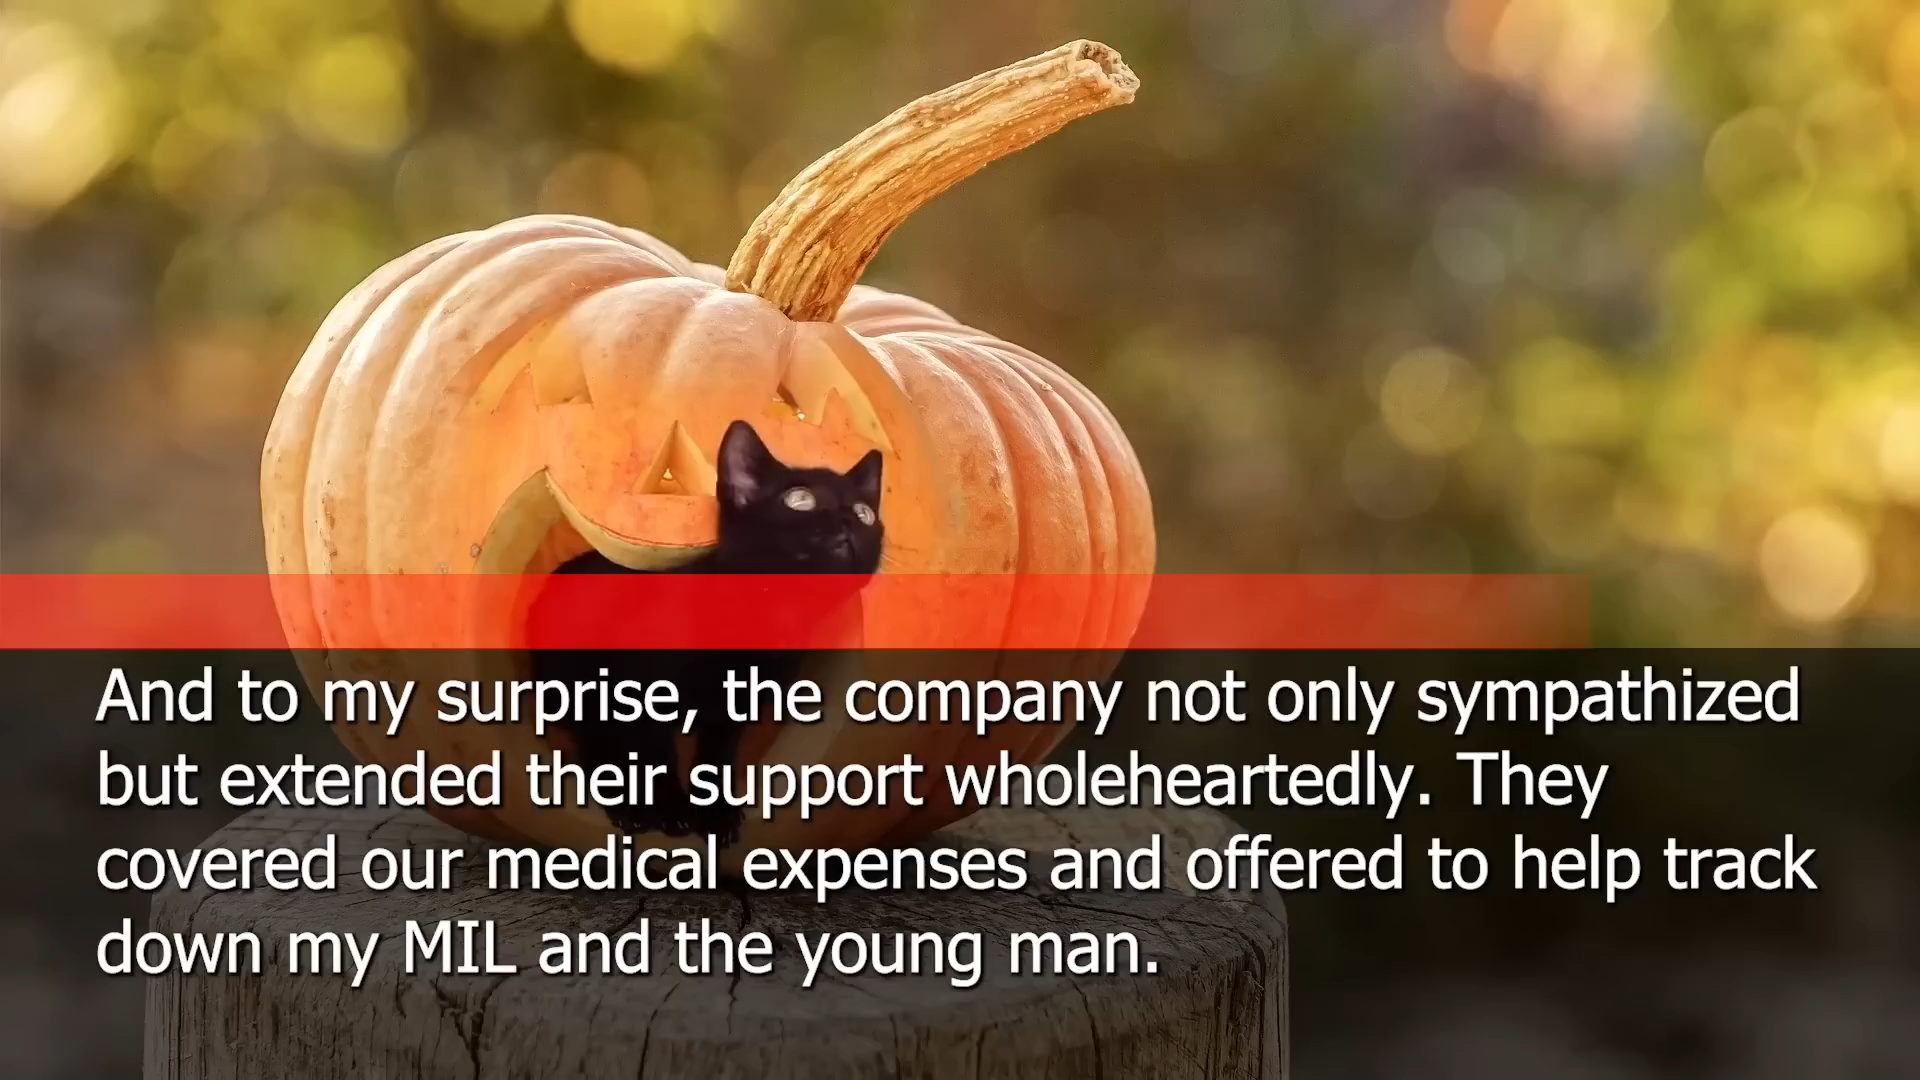 And to my surprise, the company not only sympathized
but extended their support wholeheartedly. They
covered our medical expenses and offered to help track
down my MIL and the young man.